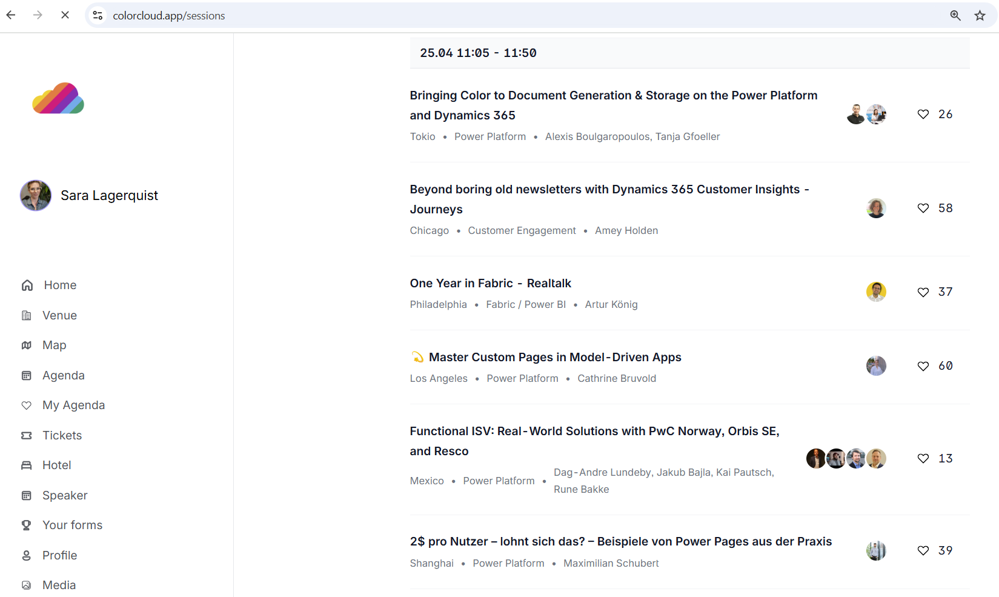 colorcloud.app/sessions
Sara Lagerquist
Home
Venue
Map
Agenda
My Agenda
Tickets
Hotel
Speaker
Your forms
Profile
Media
25.04 11:05 - 11:50
Bringing Color to Document Generation & Storage on the Power Platform
and Dynamics 365
Tokio • Power Platform • Alexis Boulgaropoulos, Tanja Gfoeller
26
Beyond boring old newsletters with Dynamics 365 Customer Insights -
Journeys
Chicago • Customer Engagement • Amey Holden
58
One Year in Fabric - Realtalk
Philadelphia • Fabric / Power BI • Artur König
37
💫 Master Custom Pages in Model-Driven Apps
Los Angeles • Power Platform • Cathrine Bruvold
60
Functional ISV: Real-World Solutions with PwC Norway, Orbis SE,
and Resco
Mexico • Power Platform • Dag-Andre Lundeby, Jakub Bajla, Kai Pautsch,
Rune Bakke
13
2$ pro Nutzer – lohnt sich das? – Beispiele von Power Pages aus der Praxis
Shanghai • Power Platform • Maximilian Schubert
39